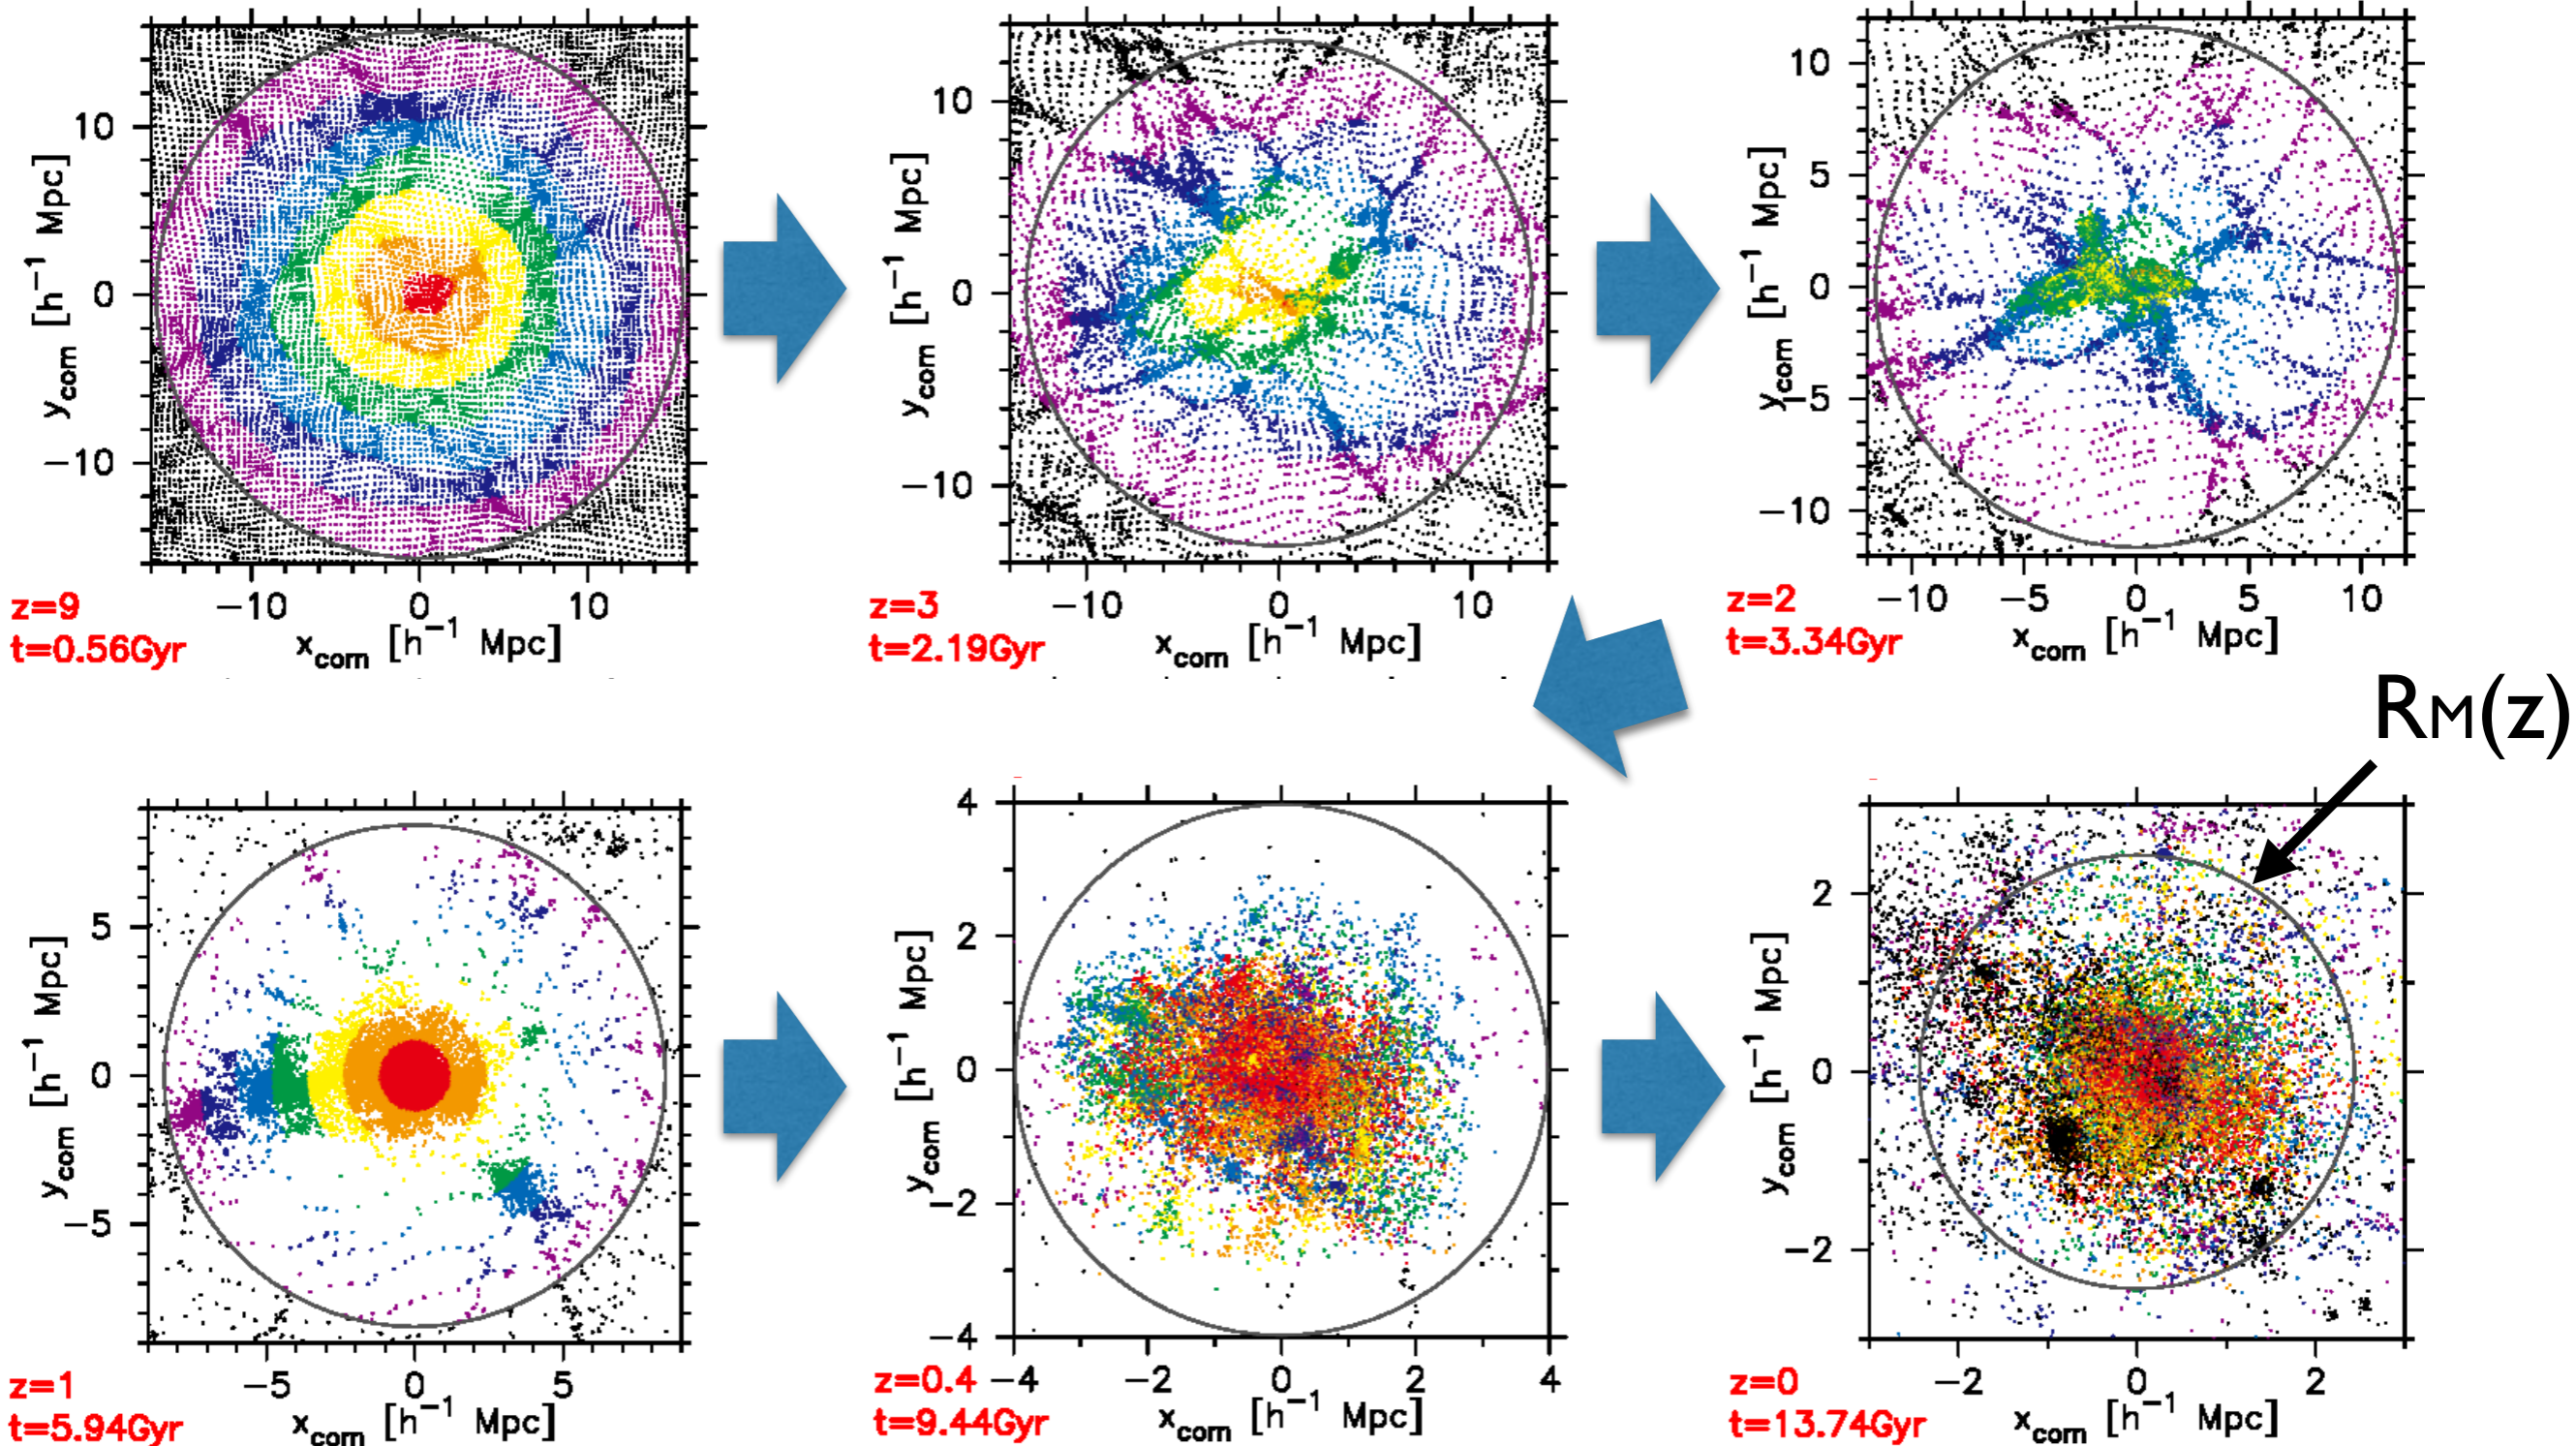 10
0
−10
y_com [h⁻¹ Mpc]
−10 0 10
x_com [h⁻¹ Mpc]
z=9
t=0.56Gyr
10
0
−10
y_com [h⁻¹ Mpc]
−10 0 10
x_com [h⁻¹ Mpc]
z=3
t=2.19Gyr
10
5
0
−5
−10
y_com [h⁻¹ Mpc]
−10 −5 0 5 10
x_com [h⁻¹ Mpc]
z=2
t=3.34Gyr
RM(z)
5
0
−5
y_com [h⁻¹ Mpc]
−5 0 5
x_com [h⁻¹ Mpc]
z=1
t=5.94Gyr
4
2
0
−2
−4
y_com [h⁻¹ Mpc]
−4 −2 0 2 4
x_com [h⁻¹ Mpc]
z=0.4
t=9.44Gyr
2
0
−2
y_com [h⁻¹ Mpc]
−2 0 2
x_com [h⁻¹ Mpc]
z=0
t=13.74Gyr